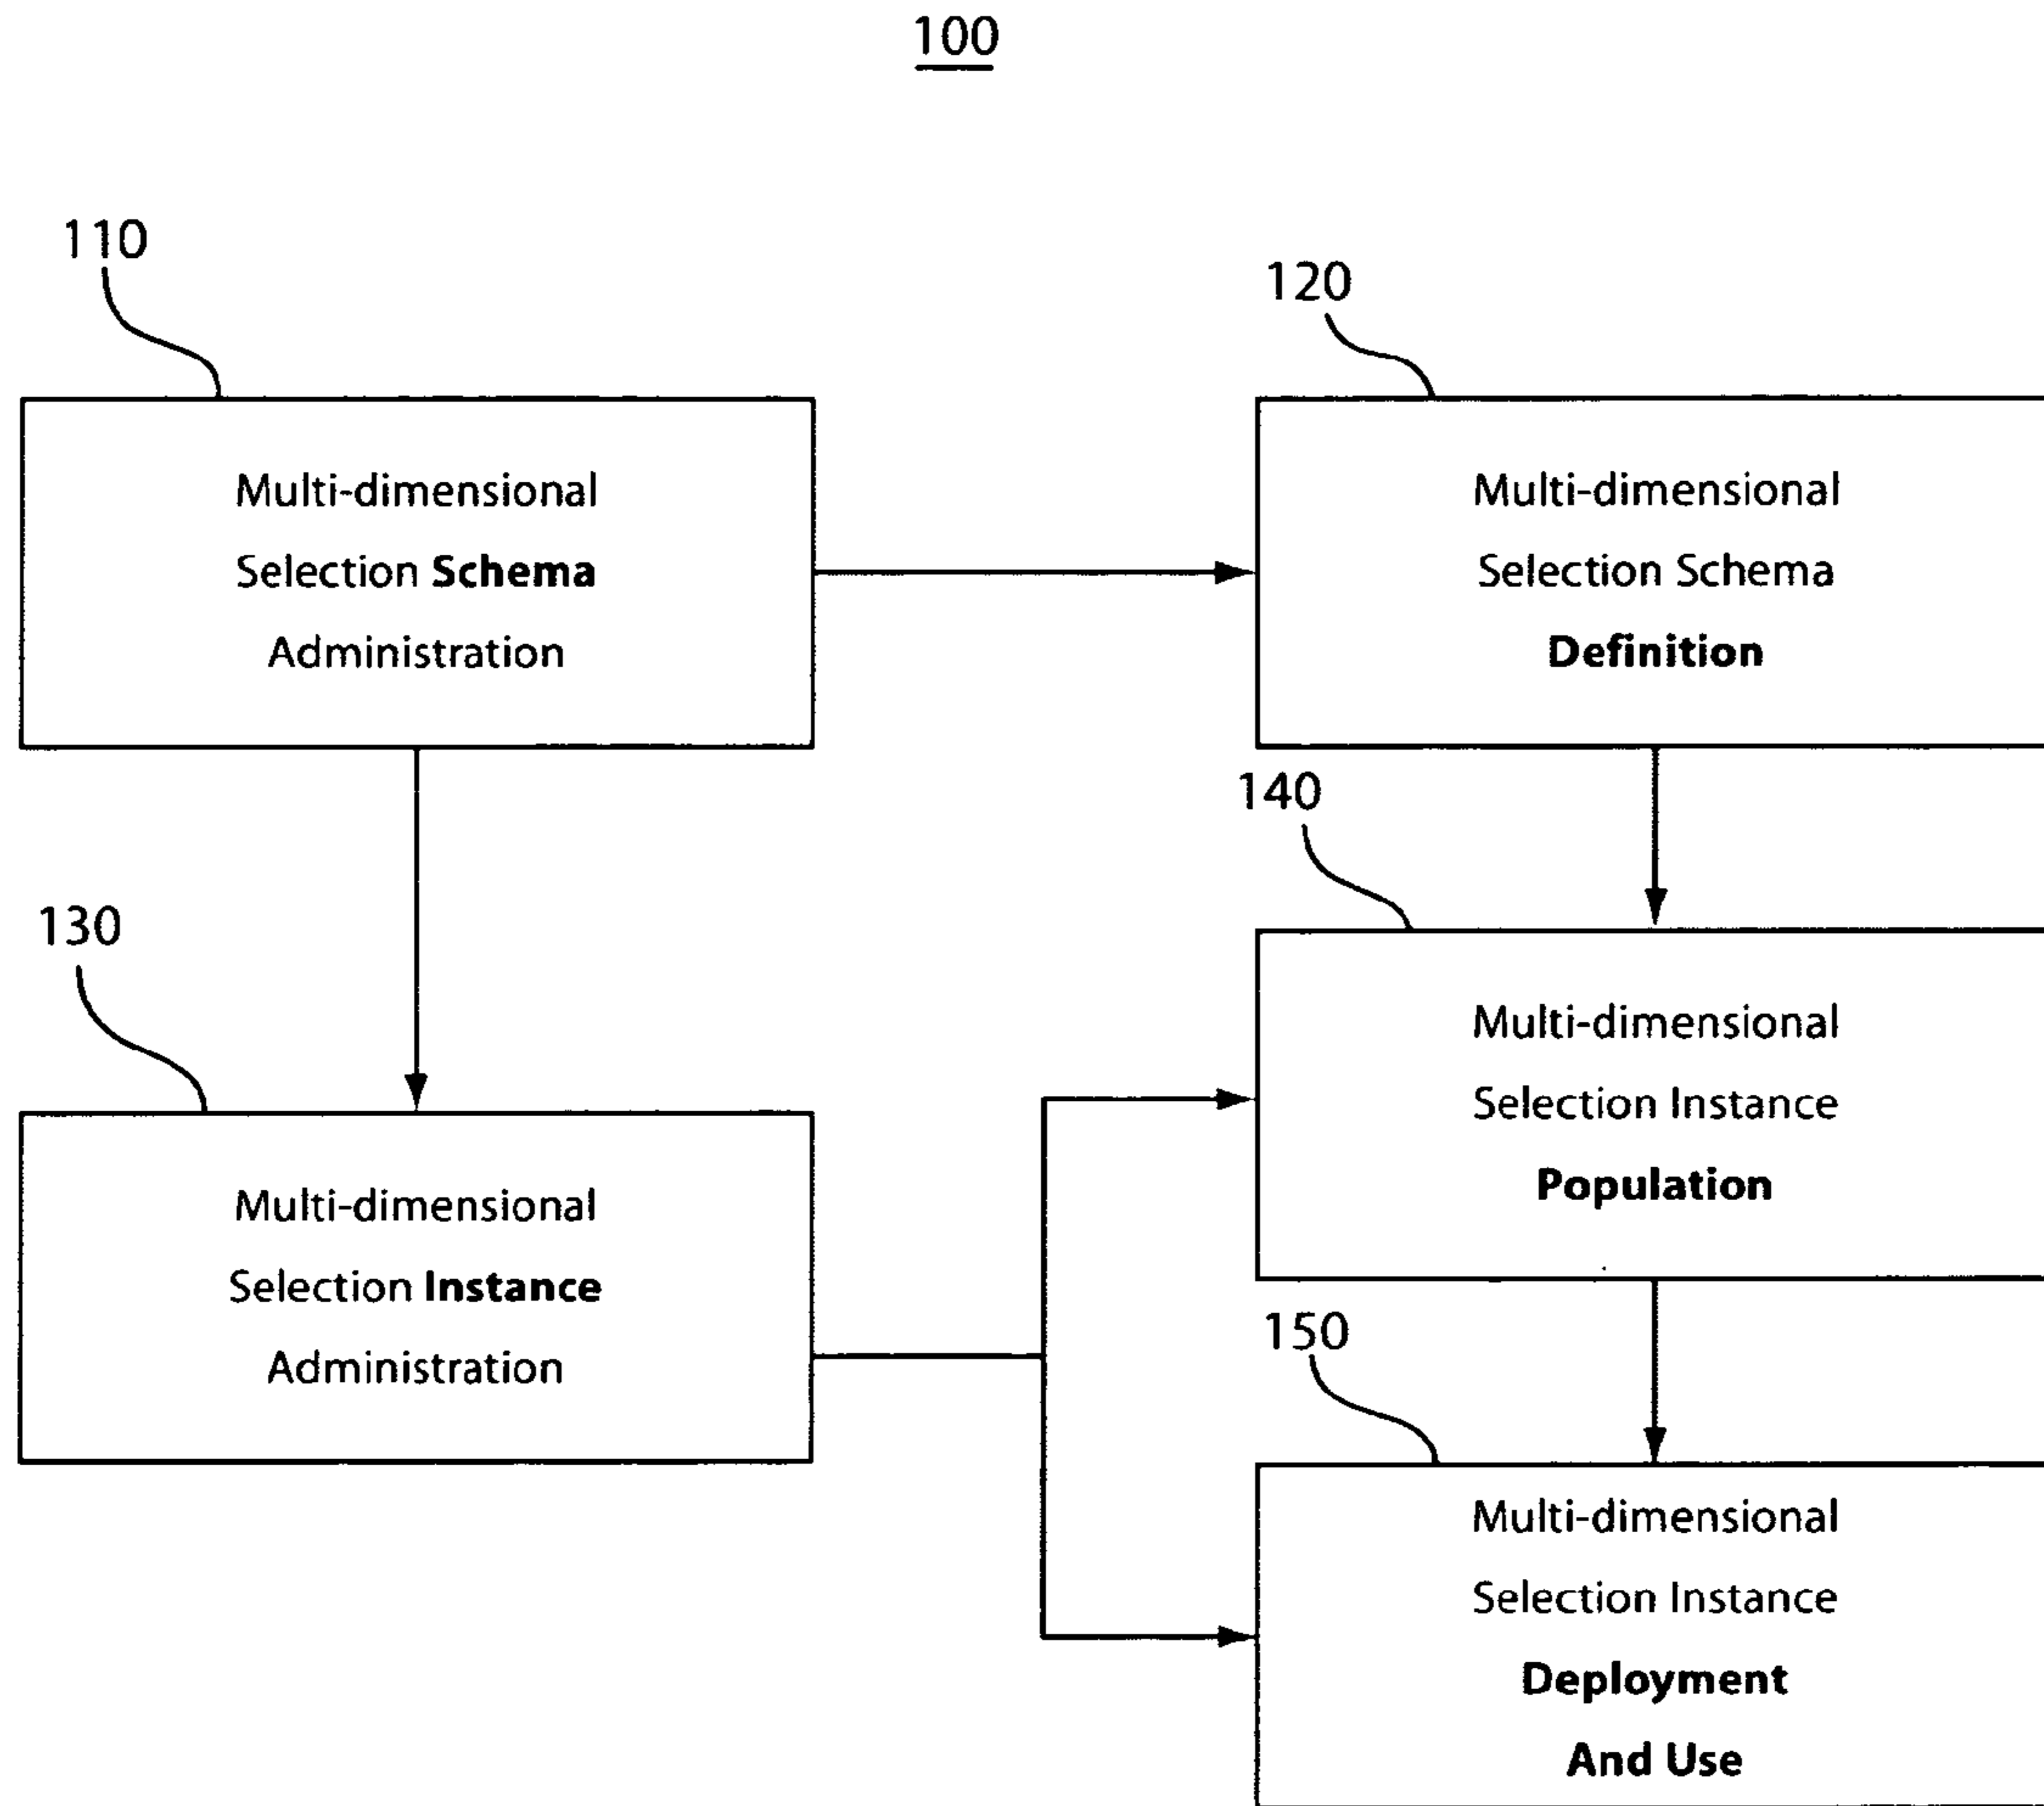 100
110
Multi-dimensional
Selection Schema
Administration
120
Multi-dimensional
Selection Schema
Definition
130
Multi-dimensional
Selection Instance
Administration
140
Multi-dimensional
Selection Instance
Population
150
Multi-dimensional
Selection Instance
Deployment
And Use